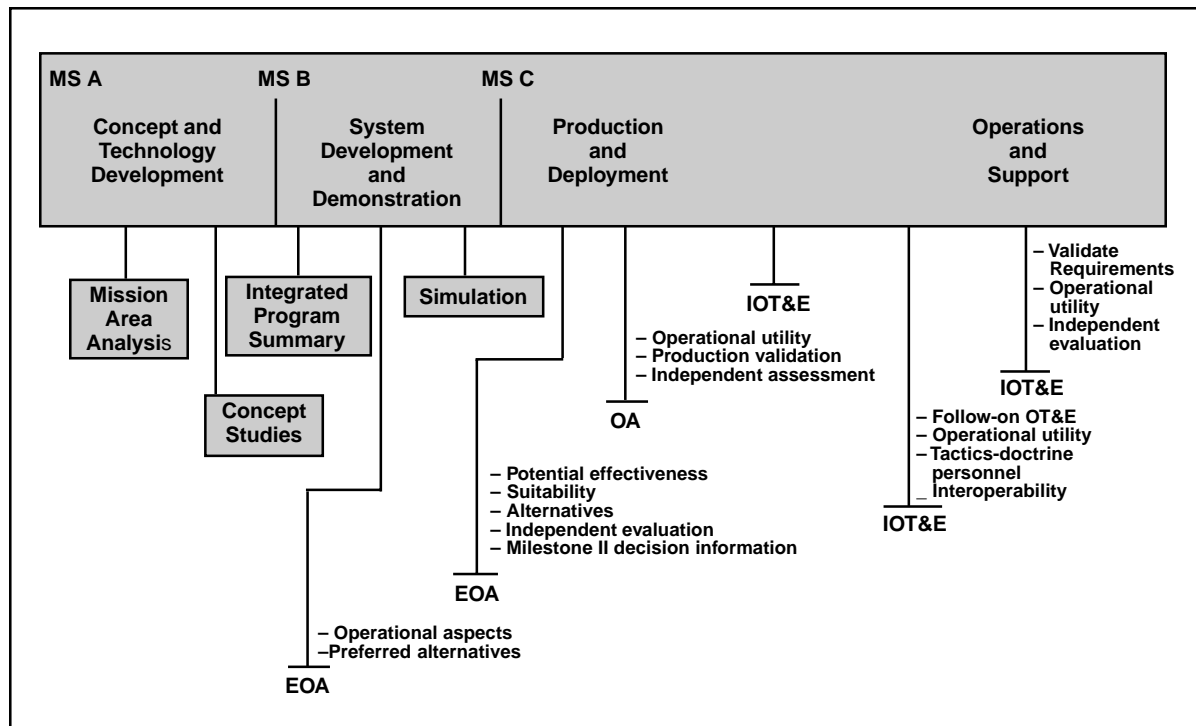 MS A
MS B
MS C
Concept and
Technology
Development
System
Development
and
Demonstration
Production
and
Deployment
Operations
and
Support
Mission
Area
Analysis
Concept
Studies
Integrated
Program
Summary
Simulation
IOT&E
– Operational utility
– Production validation
– Independent assessment
OA
– Validate
Requirements
– Operational
utility
– Independent
evaluation
IOT&E
– Follow-on OT&E
– Operational utility
– Tactics-doctrine
personnel
_ Interoperability
IOT&E
– Potential effectiveness
– Suitability
– Alternatives
– Independent evaluation
– Milestone II decision information
EOA
– Operational aspects
–Preferred alternatives
EOA